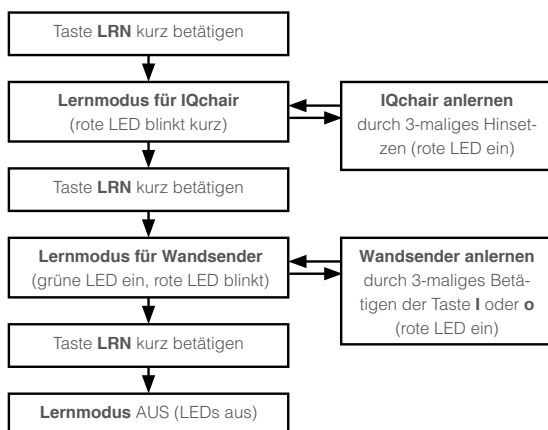 Taste LRN kurz betätigen
Lernmodus für IQchair
(rote LED blinkt kurz)
IQchair anlernen
durch 3-maliges Hinset-
zen (rote LED ein)
Taste LRN kurz betätigen
Lernmodus für Wandsender
(grüne LED ein, rote LED blinkt)
Wandsender anlernen
durch 3-maliges Betä-
tigen der Taste I oder o
(rote LED ein)
Taste LRN kurz betätigen
Lernmodus AUS (LEDs aus)